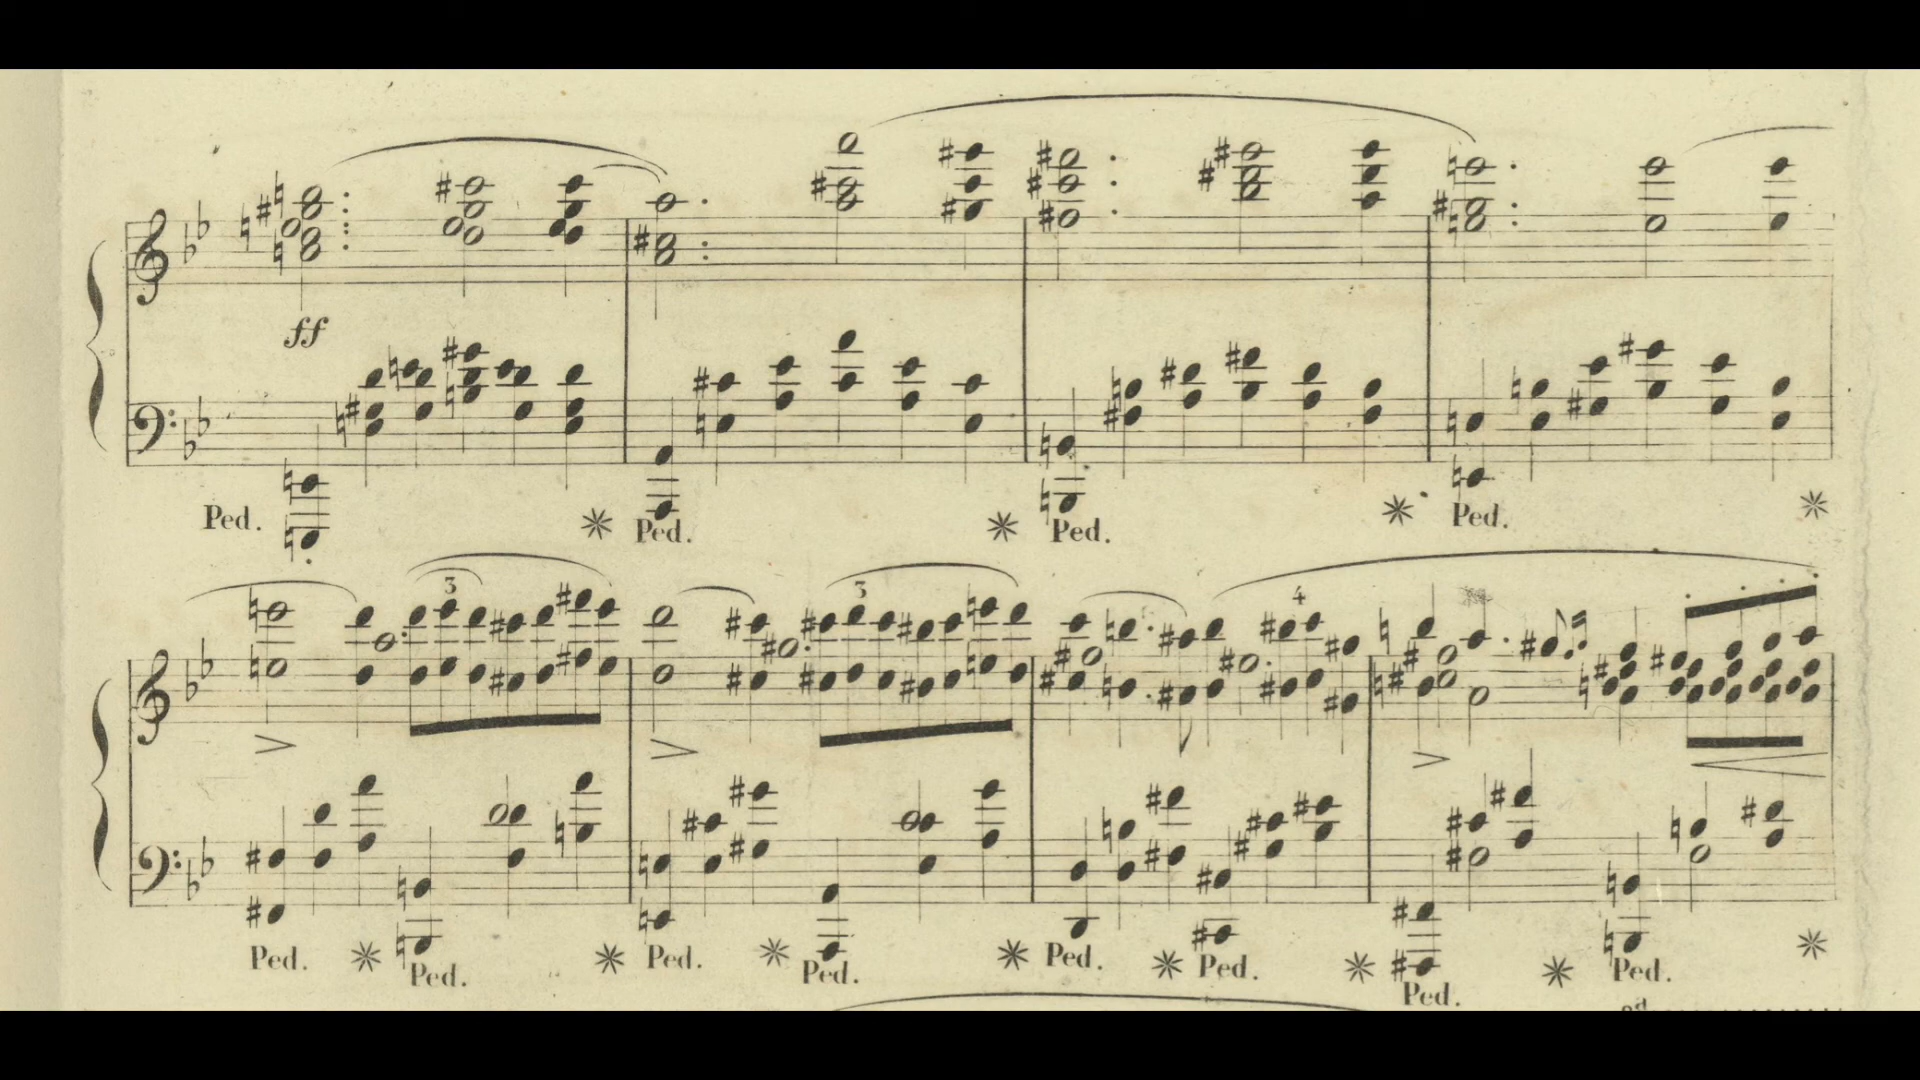 ff
Ped. * Ped. * Ped. * Ped. *
3 3 4
Ped. * Ped. * Ped. * Ped. * Ped. * Ped. * Ped. * Ped. *